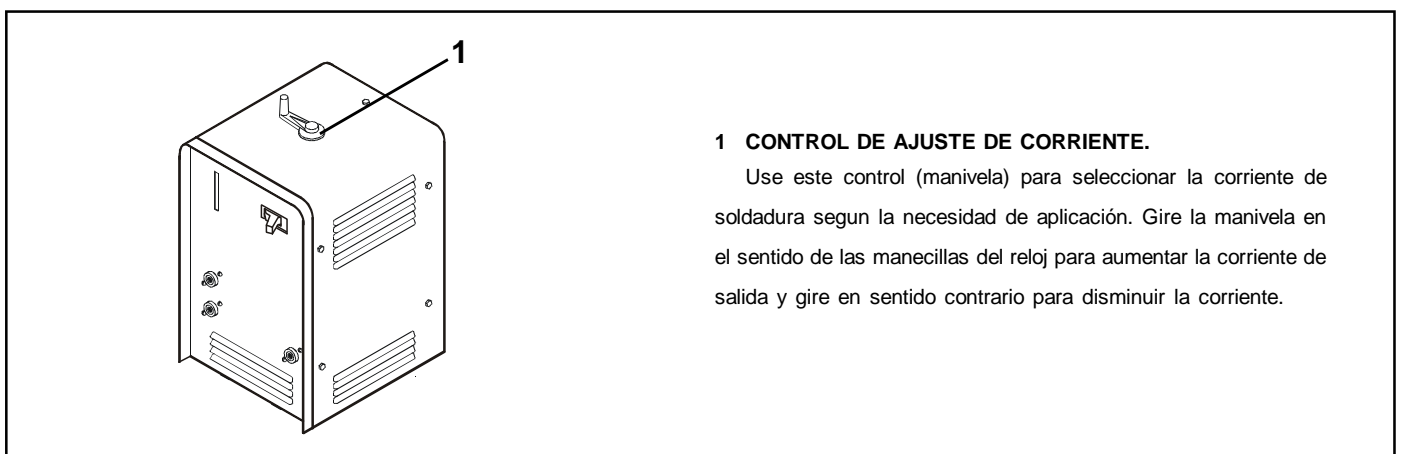 1
1 CONTROL DE AJUSTE DE CORRIENTE.
Use este control (manivela) para seleccionar la corriente de
soldadura segun la necesidad de aplicación. Gire la manivela en
el sentido de las manecillas del reloj para aumentar la corriente de
salida y gire en sentido contrario para disminuir la corriente.